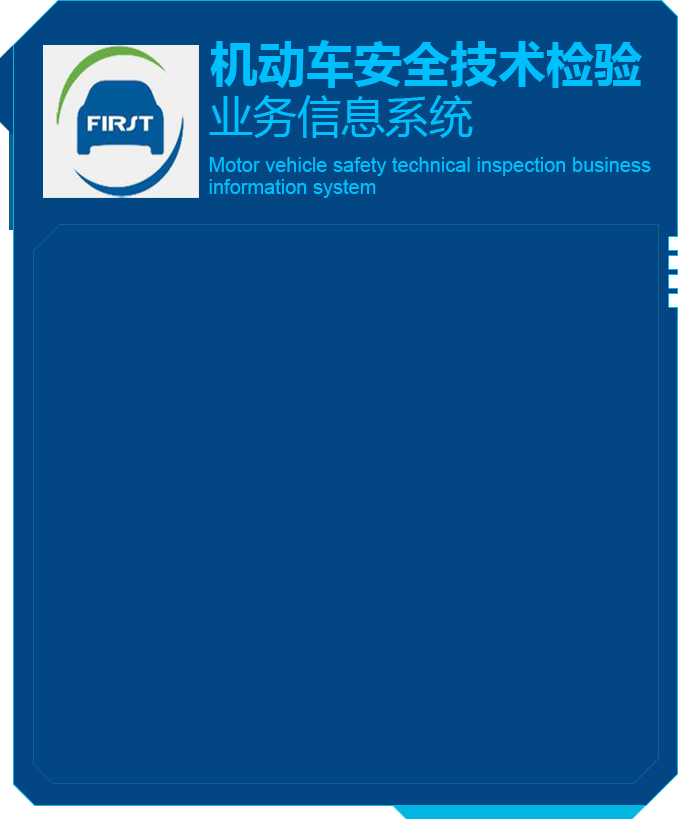 FIRST
机动车安全技术检验
业务信息系统
Motor vehicle safety technical inspection business
information system